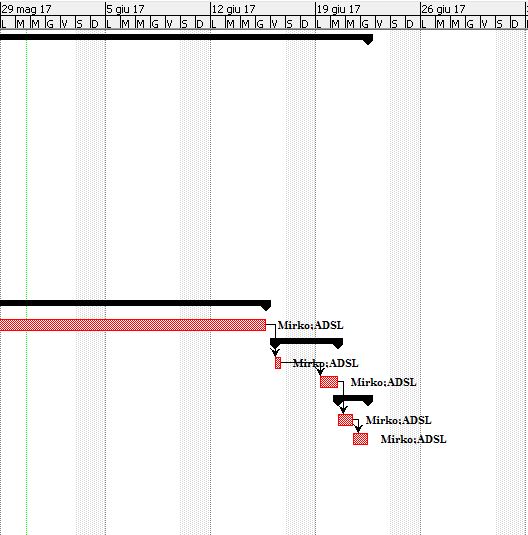 29 mag 17 5 giu 17 12 giu 17 19 giu 17 26 giu 17
L M M G V S D L M M G V S D L M M G V S D L M M G V S D L M M G V S D
Mirko;ADSL
Mirko;ADSL
Mirko;ADSL
Mirko;ADSL
Mirko;ADSL